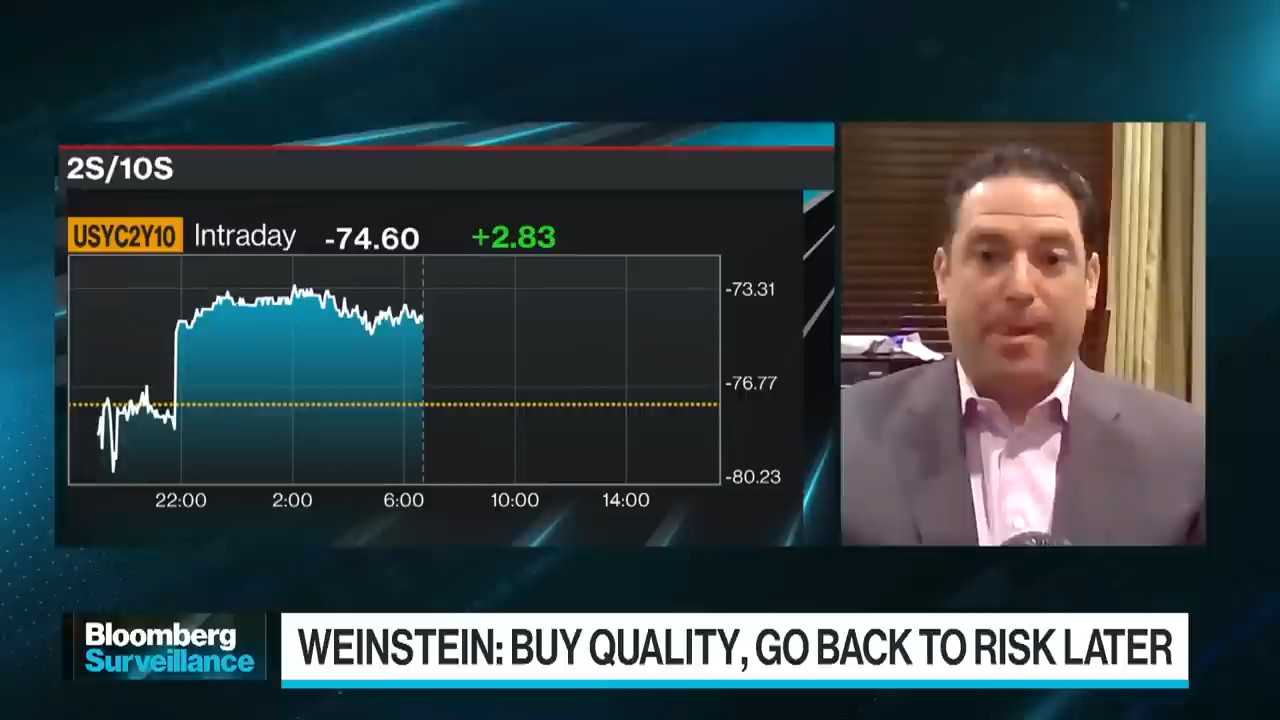 2S/10S
USYC2Y10 Intraday -74.60 +2.83
-73.31
-76.77
-80.23
22:00 2:00 6:00 10:00 14:00
Bloomberg
Surveillance
WEINSTEIN: BUY QUALITY, GO BACK TO RISK LATER